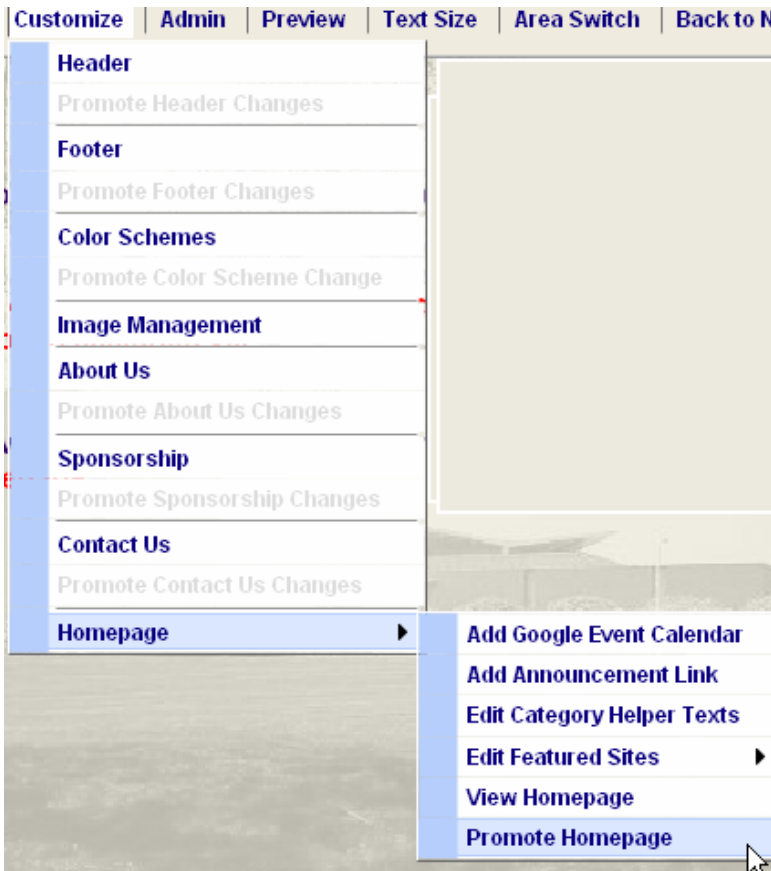 Customize | Admin | Preview | Text Size | Area Switch | Back to N
Header
Promote Header Changes
Footer
Promote Footer Changes
Color Schemes
Promote Color Scheme Change
Image Management
About Us
Promote About Us Changes
Sponsorship
Promote Sponsorship Changes
Contact Us
Promote Contact Us Changes
Homepage
Add Google Event Calendar
Add Announcement Link
Edit Category Helper Texts
Edit Featured Sites
View Homepage
Promote Homepage